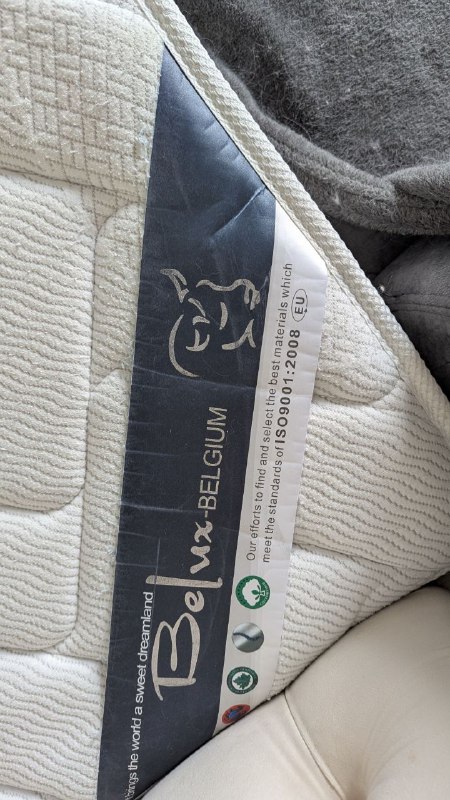 brings the world a sweet dreamland
Belux-BELGIUM
Our efforts to find and select the best materials which
meet the standards of ISO9001:2008 EU